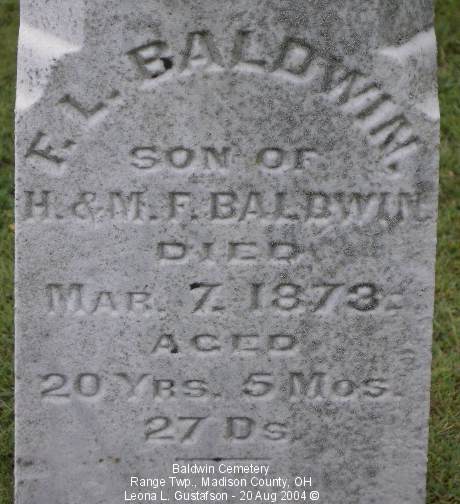 F. L. BALDWIN.
SON OF
H. & M. F. BALDWIN.
DIED
MAR. 7. 1873.
AGED
20 YRS. 5 MOS.
27 DS.
Baldwin Cemetery
Range Twp., Madison County, OH
Leona L. Gustafson - 20 Aug 2004 ©